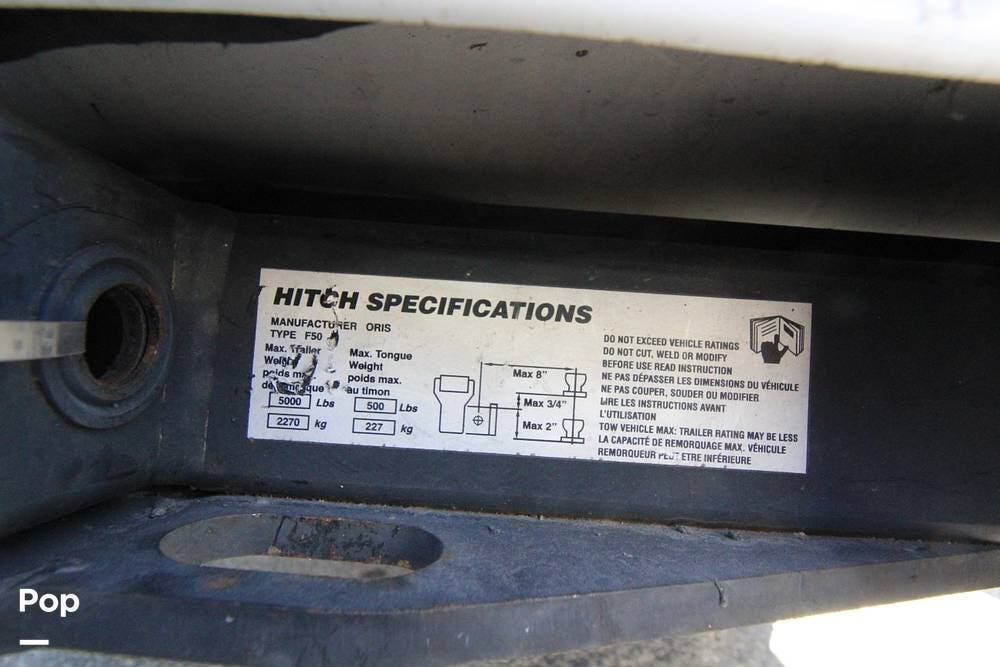 HITCH SPECIFICATIONS
MANUFACTURER ORIS
TYPE F50
Max. Trailer
Weight
poids max.
de
5000 Lbs
2270 kg
Max. Tongue
Weight
poids max.
au timon
500 Lbs
227 kg
Max 8"
Max 3/4"
Max 2"
DO NOT EXCEED VEHICLE RATINGS
DO NOT CUT, WELD OR MODIFY
BEFORE USE READ INSTRUCTION
NE PAS DÉPASSER LES DIMENSIONS DU VÉHICULE
NE PAS COUPER, SOUDER OU MODIFIER
LIRE LES INSTRUCTIONS AVANT
L'UTILISATION
TOW VEHICLE MAX: TRAILER RATING MAY BE LESS
LA CAPACITÉ DE REMORQUAGE MAX. VÉHICULE
REMORQUEUR PEUT ETRE INFÉRIEURE
Pop